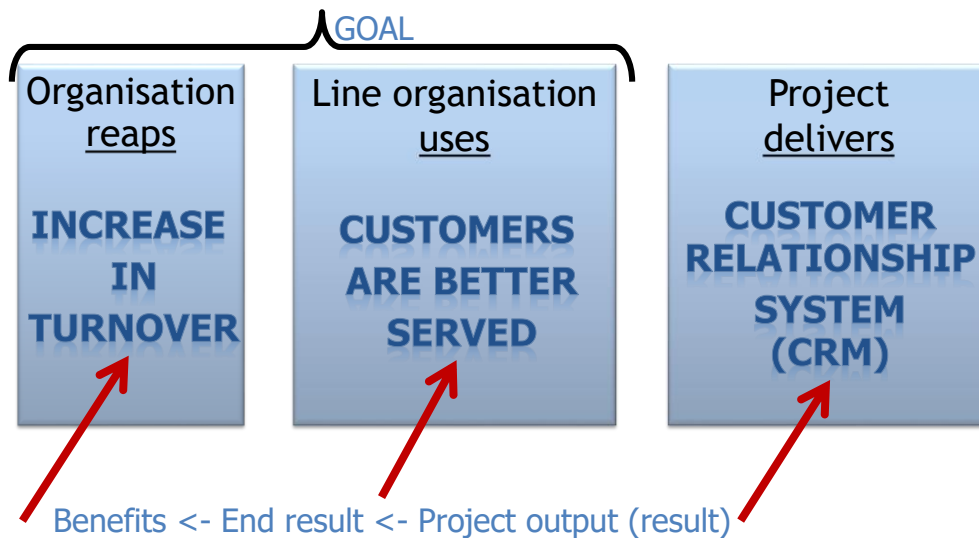 GOAL
Organisation
reaps
INCREASE
IN
TURNOVER
Line organisation
uses
CUSTOMERS
ARE BETTER
SERVED
Project
delivers
CUSTOMER
RELATIONSHIP
SYSTEM
(CRM)
Benefits <- End result <- Project output (result)